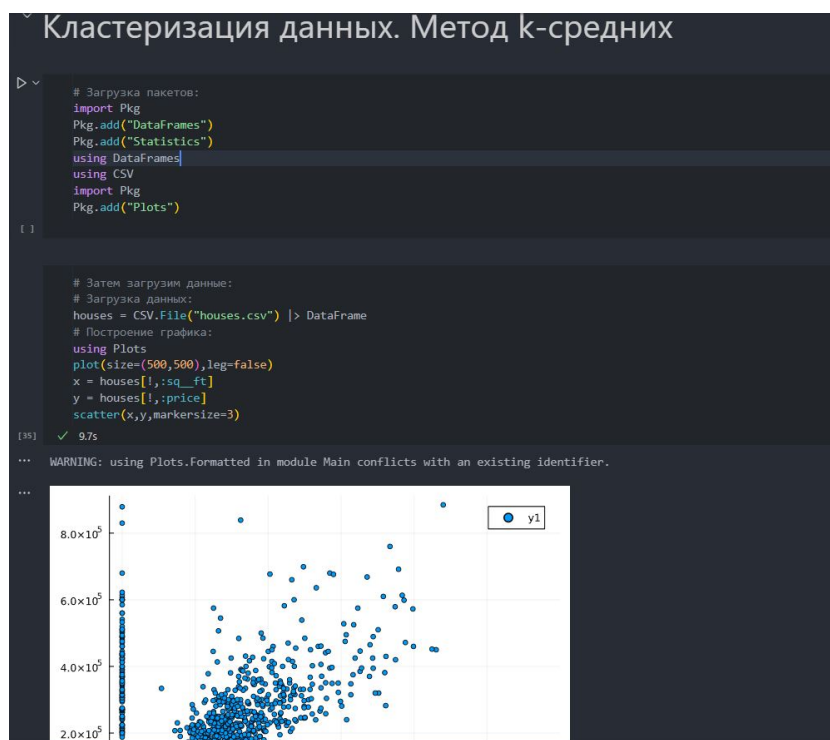 Кластеризация данных. Метод k-средних
# Загрузка пакетов:
import Pkg
Pkg.add("DataFrames")
Pkg.add("Statistics")
using DataFrames
using CSV
import Pkg
Pkg.add("Plots")
[ ]
# Затем загрузим данные:
# Загрузка данных:
houses = CSV.File("houses.csv") |> DataFrame
# Построение графика:
using Plots
plot(size=(500,500),leg=false)
x = houses[!,:sq__ft]
y = houses[!,:price]
scatter(x,y,markersize=3)
[35] ✓ 9.7s
... WARNING: using Plots.Formatted in module Main conflicts with an existing identifier.
...
y1
8.0×10⁵
6.0×10⁵
4.0×10⁵
2.0×10⁵